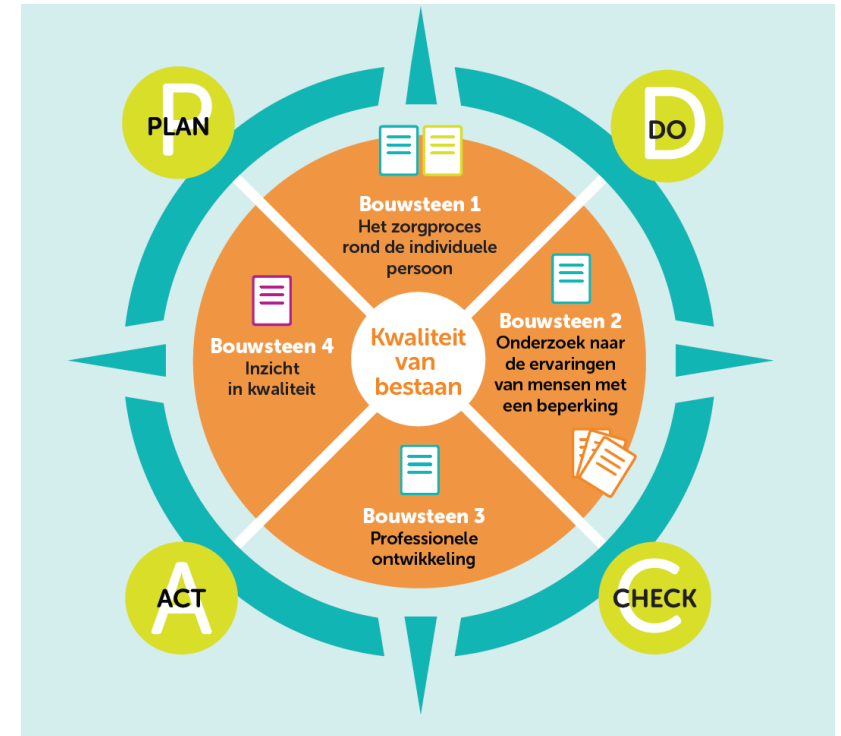 PLAN
DO
Bouwsteen 1
Het zorgproces
rond de individuele
persoon
Bouwsteen 2
Onderzoek naar
de ervaringen
van mensen met
een beperking
Bouwsteen 4
Inzicht
in kwaliteit
Kwaliteit
van
bestaan
Bouwsteen 3
Professionele
ontwikkeling
ACT
CHECK
P
D
A
C